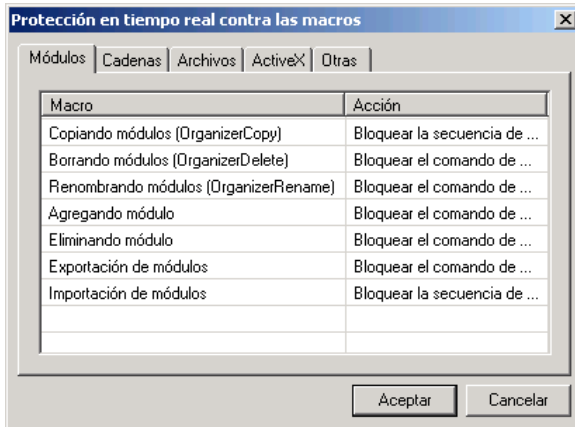 Protección en tiempo real contra las macros
Módulos Cadenas Archivos ActiveX Otras
Macro Acción
Copiando módulos (OrganizerCopy) Bloquear la secuencia de ...
Borrando módulos (OrganizerDelete) Bloquear el comando de ...
Renombrando módulos (OrganizerRename) Bloquear el comando de ...
Agregando módulo Bloquear el comando de ...
Eliminando módulo Bloquear el comando de ...
Exportación de módulos Bloquear el comando de ...
Importación de módulos Bloquear la secuencia de ...
Aceptar Cancelar